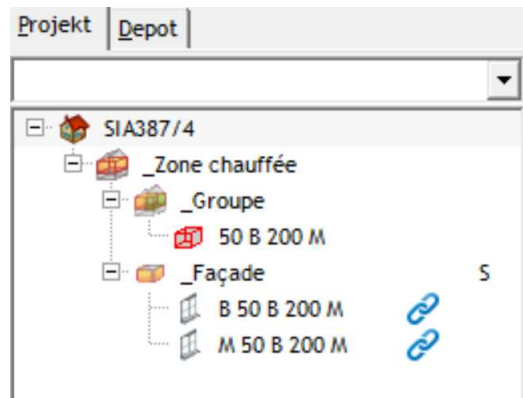 Projekt Depot
SIA387/4
_Zone chauffée
_Groupe
50 B 200 M
_Façade S
B 50 B 200 M
M 50 B 200 M